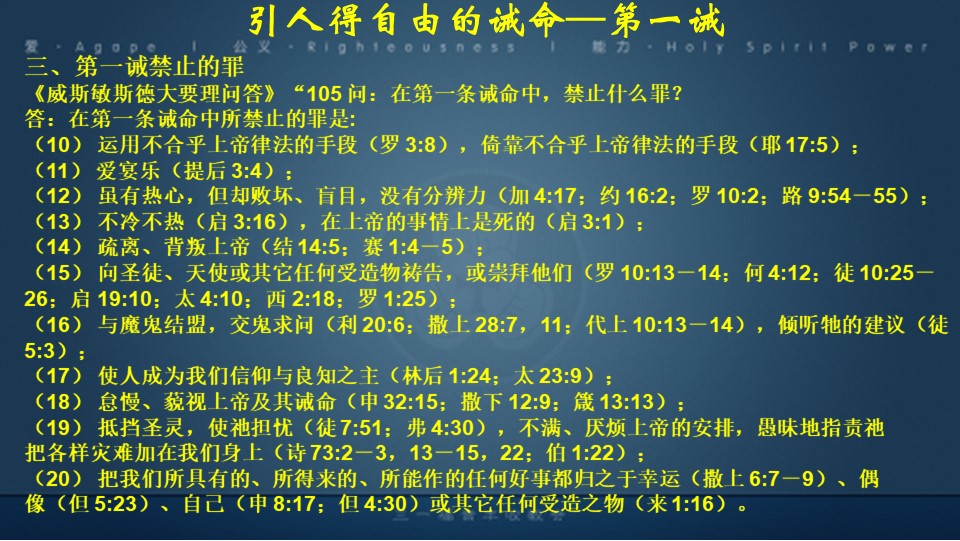 引人得自由的诫命—第一诫
爱·Agape | 公义·Righteousness | 能力·Holy Spirit Power
三、第一诫禁止的罪
《威斯敏斯德大要理问答》“105 问：在第一条诫命中，禁止什么罪？
答：在第一条诫命中所禁止的罪是:
（10） 运用不合乎上帝律法的手段（罗 3:8），倚靠不合乎上帝律法的手段（耶 17:5）；
（11） 爱宴乐（提后 3:4）；
（12） 虽有热心，但却败坏、盲目，没有分辨力（加 4:17；约 16:2；罗 10:2；路 9:54－55）；
（13） 不冷不热（启 3:16），在上帝的事情上是死的（启 3:1）；
（14） 疏离、背叛上帝（结 14:5；赛 1:4－5）；
（15） 向圣徒、天使或其它任何受造物祷告，或崇拜他们（罗 10:13－14；何 4:12；徒 10:25－
26；启 19:10；太 4:10；西 2:18；罗 1:25）；
（16） 与魔鬼结盟，交鬼求问（利 20:6；撒上 28:7，11；代上 10:13－14），倾听牠的建议（徒
5:3）；
（17） 使人成为我们信仰与良知之主（林后 1:24；太 23:9）；
（18） 怠慢、藐视上帝及其诫命（申 32:15；撒下 12:9；箴 13:13）；
（19） 抵挡圣灵，使祂担忧（徒 7:51；弗 4:30），不满、厌烦上帝的安排，愚昧地指责祂
把各样灾难加在我们身上（诗 73:2－3，13－15，22；伯 1:22）；
（20） 把我们所具有的、所得来的、所能作的任何好事都归之于幸运（撒上 6:7－9）、偶
像（但 5:23）、自己（申 8:17；但 4:30）或其它任何受造之物（来 1:16）。
三一福音丰收教会